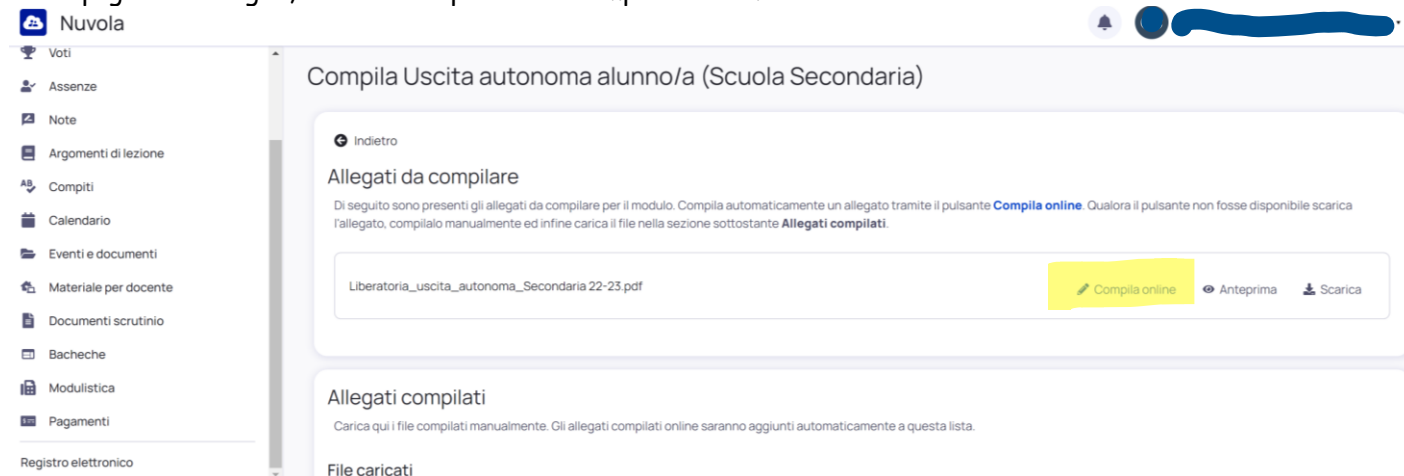 Nuvola
Voti
Assenze
Note
Argomenti di lezione
Compiti
Calendario
Eventi e documenti
Materiale per docente
Documenti scrutinio
Bacheche
Modulistica
Pagamenti
Registro elettronico
Compila Uscita autonoma alunno/a (Scuola Secondaria)
Indietro
Allegati da compilare
Di seguito sono presenti gli allegati da compilare per il modulo. Compila automaticamente un allegato tramite il pulsante Compila online. Qualora il pulsante non fosse disponibile scarica
l'allegato, compilalo manualmente ed infine carica il file nella sezione sottostante Allegati compilati.
Liberatoria_uscita_autonoma_Secondaria 22-23.pdf
Compila online Anteprima Scarica
Allegati compilati
Carica qui i file compilati manualmente. Gli allegati compilati online saranno aggiunti automaticamente a questa lista.
File caricati